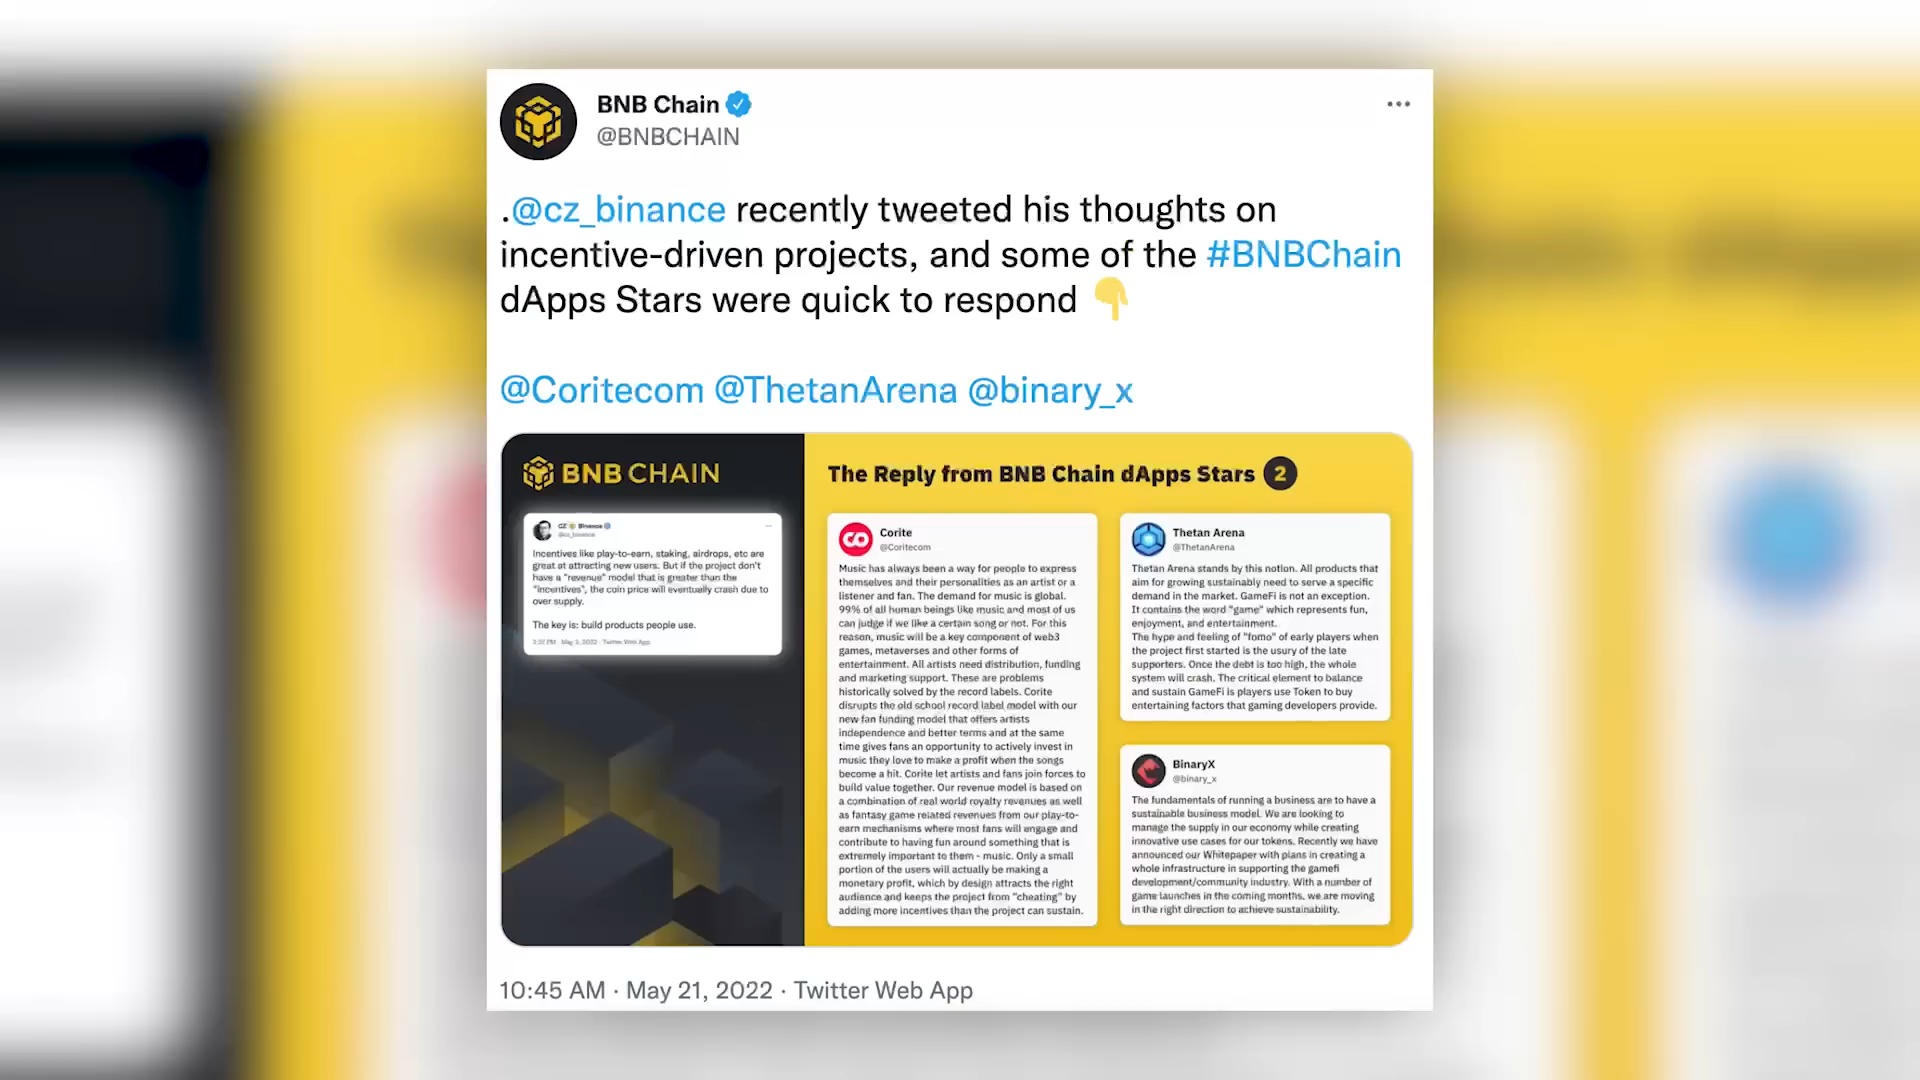 BNB Chain
@BNBCHAIN
.@cz_binance recently tweeted his thoughts on
incentive-driven projects, and some of the #BNBChain
dApps Stars were quick to respond 👇
@Coritecom @ThetanArena @binary_x
BNB CHAIN
CZ Binance
@cz_binance
Incentives like play-to-earn, staking, airdrops, etc are
great at attracting new users. But if the project don't
have a "revenue" model that is greater than the
"incentives", the coin price will eventually crash due to
over supply.
The key is: build products people use.
May 3, 2022 · Twitter Web App
The Reply from BNB Chain dApps Stars 2
Corite
@Coritecom
Music has always been a way for people to express
themselves and their personalities as an artist or a
listener and fan. The demand for music is global.
99% of all human beings like music and most of us
can judge if we like a certain song or not. For this
reason, music will be a key component of web3
games, metaverses and other forms of
entertainment. All artists need distribution, funding
and marketing support. These are problems
historically solved by the record labels. Corite
disrupts the old school record label model with our
new fan funding model that offers artists
independence and better terms and at the same
time gives fans an opportunity to actively invest in
music they love to make a profit when the songs
become a hit. Corite let artists and fans join forces to
build value together. Our revenue model is based on
a combination of real world royalty revenues as well
as fantasy game related revenues from our play-to-
earn mechanisms where most fans will engage and
contribute to having fun around something that is
extremely important to them - music. Only a small
portion of the users will actually be making a
monetary profit, which by design attracts the right
audience and keeps the project from "cheating" by
adding more incentives than the project can sustain.
Thetan Arena
@ThetanArena
Thetan Arena stands by this notion. All products that
aim for growing sustainably need to serve a specific
demand in the market. GameFi is not an exception.
It contains the word "game" which represents fun,
enjoyment, and entertainment.
The hype and feeling of "fomo" of early players when
the project first started is the usury of the late
supporters. Once the debt is too high, the whole
system will crash. The critical element to balance
and sustain GameFi is players use Token to buy
entertaining factors that gaming developers provide.
BinaryX
@binary_x
The fundamentals of running a business are to have a
sustainable business model. We are looking to
manage the supply in our economy while creating
innovative use cases for our tokens. Recently we have
announced our Whitepaper with plans in creating a
whole infrastructure in supporting the gamefi
development/community industry. With a number of
game launches in the coming months, we are moving
in the right direction to achieve sustainability.
10:45 AM · May 21, 2022 · Twitter Web App